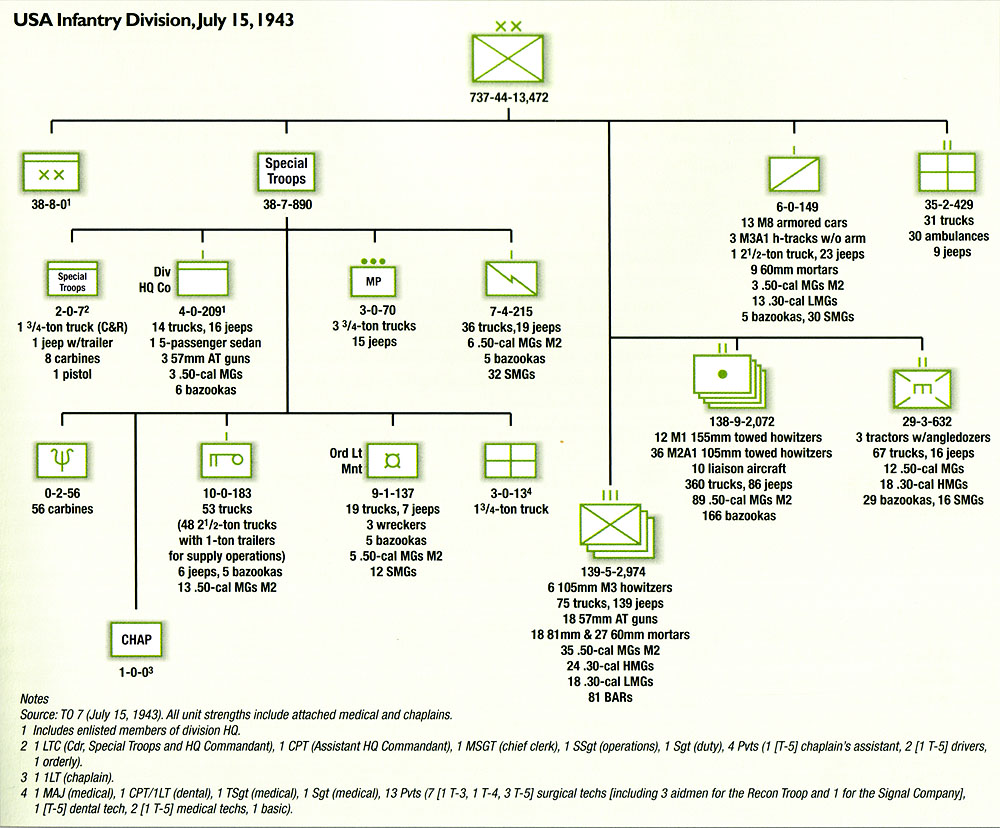 USA Infantry Division, July 15, 1943
737-44-13,472
38-8-0¹
Special
Troops
38-7-890
6-0-149
13 M8 armored cars
3 M3A1 h-tracks w/o arm
1 2¹/₂-ton truck, 23 jeeps
9 60mm mortars
3 .50-cal MGs M2
13 .30-cal LMGs
5 bazookas, 30 SMGs
35-2-429
31 trucks
30 ambulances
9 jeeps
Special
Troops
2-0-7²
1 ³/₄-ton truck (C&R)
1 jeep w/trailer
8 carbines
1 pistol
Div
HQ Co
4-0-209¹
14 trucks, 16 jeeps
1 5-passenger sedan
3 57mm AT guns
3 .50-cal MGs
6 bazookas
MP
3-0-70
3 ³/₄-ton trucks
15 jeeps
7-4-215
36 trucks,19 jeeps
6 .50-cal MGs M2
5 bazookas
32 SMGs
138-9-2,072
12 M1 155mm towed howitzers
36 M2A1 105mm towed howitzers
10 liaison aircraft
360 trucks, 86 jeeps
89 .50-cal MGs M2
166 bazookas
29-3-632
3 tractors w/angledozers
67 trucks, 16 jeeps
12 .50-cal MGs
18 .30-cal HMGs
29 bazookas, 16 SMGs
0-2-56
56 carbines
10-0-183
53 trucks
(48 2¹/₂-ton trucks
with 1-ton trailers
for supply operations)
6 jeeps, 5 bazookas
13 .50-cal MGs M2
Ord Lt
Mnt
9-1-137
19 trucks, 7 jeeps
3 wreckers
5 bazookas
5 .50-cal MGs M2
12 SMGs
3-0-13⁴
1³/₄-ton truck
139-5-2,974
6 105mm M3 howitzers
75 trucks, 139 jeeps
18 57mm AT guns
18 81mm & 27 60mm mortars
35 .50-cal MGs M2
24 .30-cal HMGs
18 .30-cal LMGs
81 BARs
CHAP
1-0-0³
Notes
Source: TO 7 (July 15, 1943). All unit strengths include attached medical and chaplains.
1 Includes enlisted members of division HQ.
2 1 LTC (Cdr, Special Troops and HQ Commandant), 1 CPT (Assistant HQ Commandant), 1 MSGT (chief clerk), 1 SSgt (operations), 1 Sgt (duty), 4 Pvts (1 [T-5] chaplain's assistant, 2 [1 T-5] drivers,
1 orderly).
3 1 1LT (chaplain).
4 1 MAJ (medical), 1 CPT/1LT (dental), 1 TSgt (medical), 1 Sgt (medical), 13 Pvts (7 [1 T-3, 1 T-4, 3 T-5] surgical techs [including 3 aidmen for the Recon Troop and 1 for the Signal Company],
1 [T-5] dental tech, 2 [1 T-5] medical techs, 1 basic).